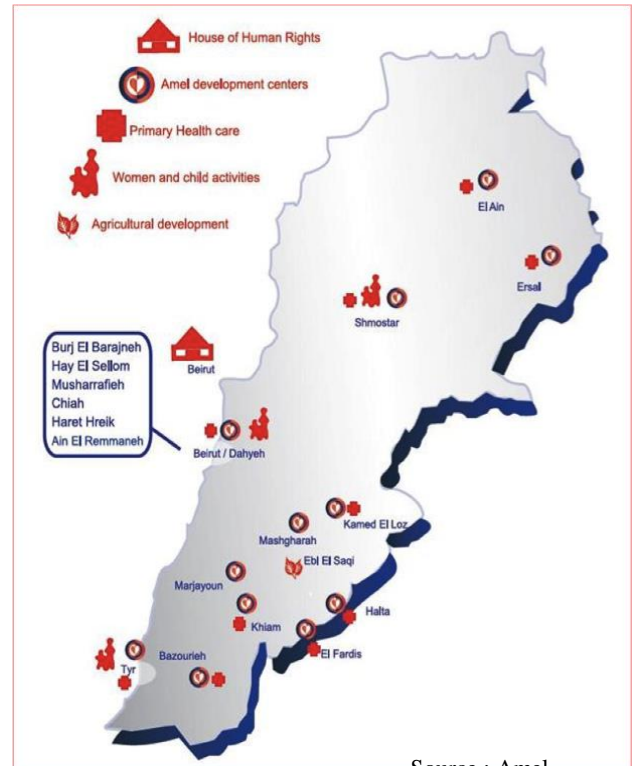 House of Human Rights
Amel development centers
Primary Health care
Women and child activities
Agricultural development
El Ain
Ersal
Shmostar
Beirut
Burj El Barajneh
Hay El Sellom
Musharrafieh
Chiah
Haret Hreik
Ain El Remmaneh
Beirut / Dahyeh
Kamed El Loz
Mashgharah
Ebl El Saqi
Marjayoun
Halta
Khiam
El Fardis
Bazourieh
Tyr
Source : Amel